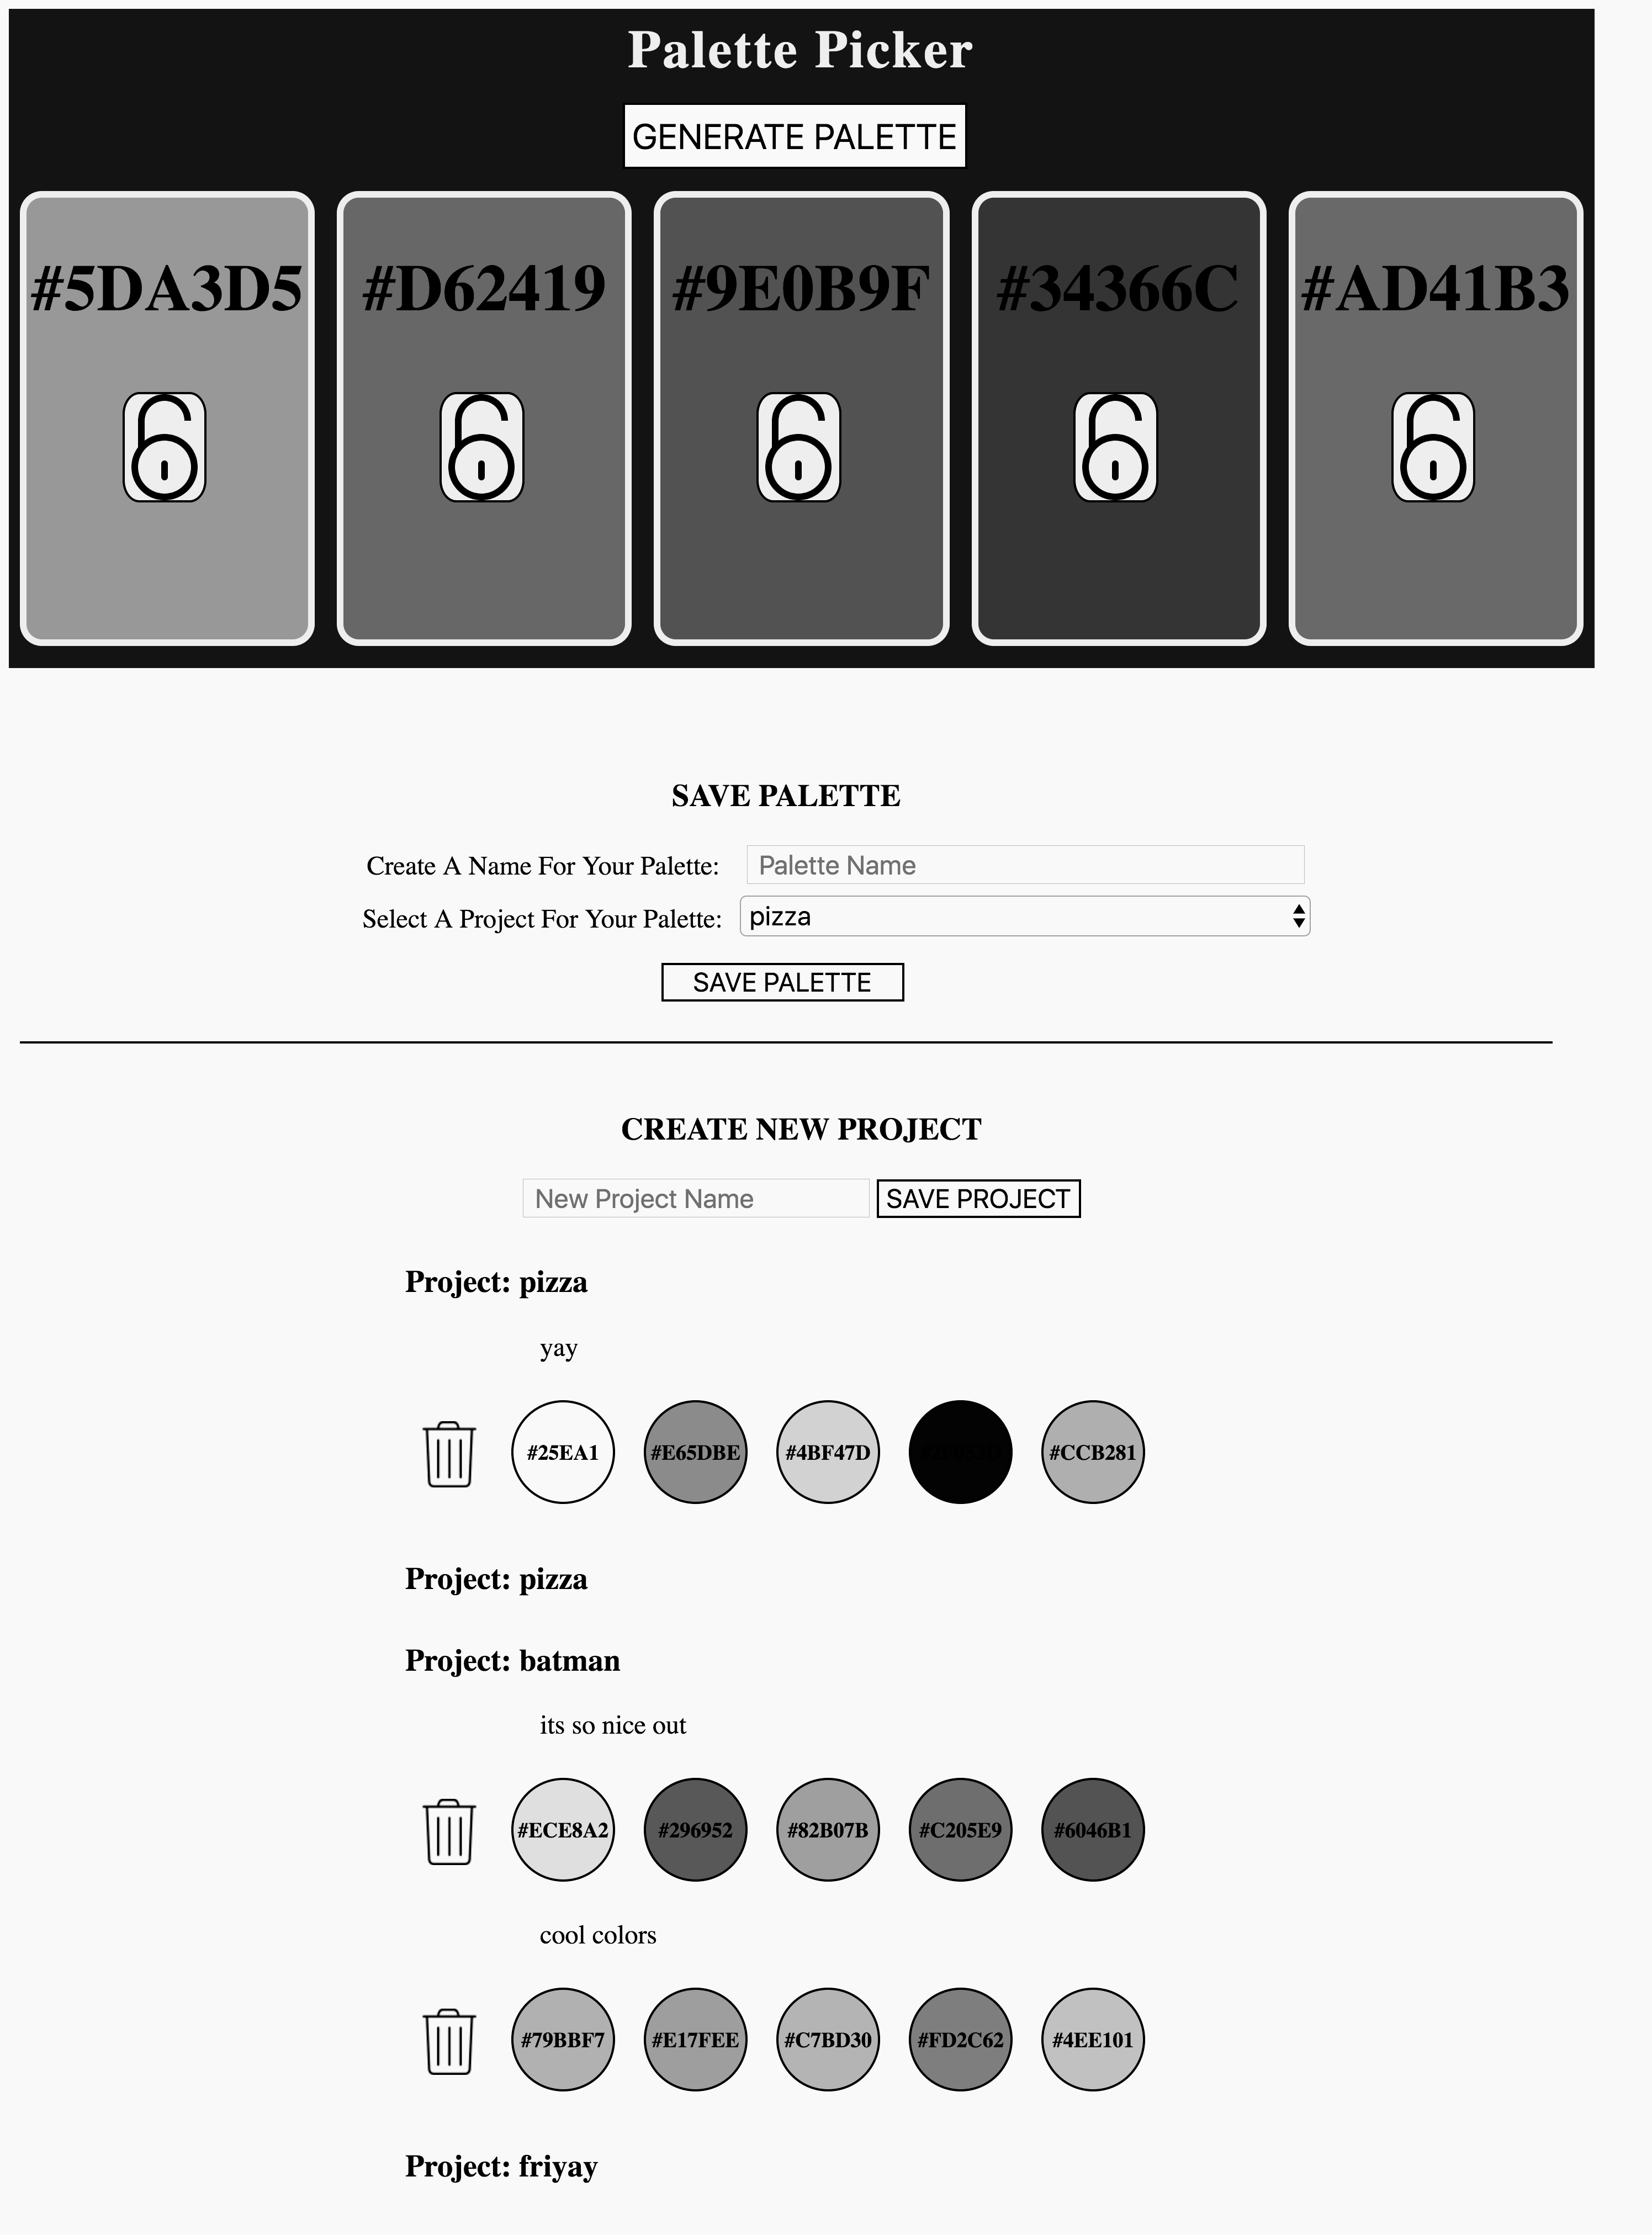 Palette Picker
GENERATE PALETTE
#5DA3D5 #D62419 #9E0B9F #34366C #AD41B3
SAVE PALETTE
Create A Name For Your Palette: Palette Name
Select A Project For Your Palette: pizza
SAVE PALETTE
CREATE NEW PROJECT
New Project Name SAVE PROJECT
Project: pizza
yay
#25EA1 #E65DBE #4BF47D #CCB281
Project: pizza
Project: batman
its so nice out
#ECE8A2 #296952 #82B07B #C205E9 #6046B1
cool colors
#79BBF7 #E17FEE #C7BD30 #FD2C62 #4EE101
Project: friyay